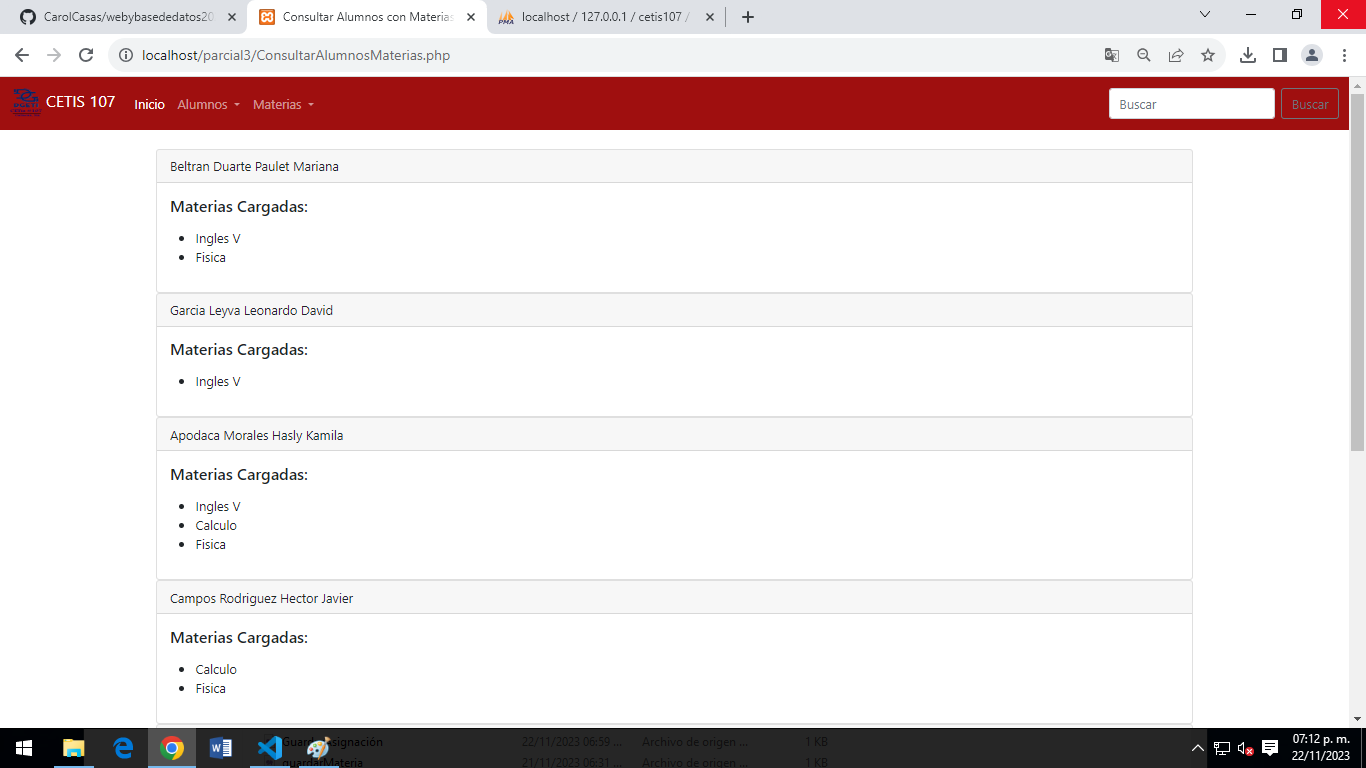 CarolCasas/webybasededatos20
Consultar Alumnos con Materias
localhost / 127.0.0.1 / cetis107 /
localhost/parcial3/ConsultarAlumnosMaterias.php
CETIS 107 Inicio Alumnos Materias Buscar Buscar
Beltran Duarte Paulet Mariana
Materias Cargadas:
Ingles V
Fisica
Garcia Leyva Leonardo David
Materias Cargadas:
Ingles V
Apodaca Morales Hasly Kamila
Materias Cargadas:
Ingles V
Calculo
Fisica
Campos Rodriguez Hector Javier
Materias Cargadas:
Calculo
Fisica
GuardarAsignación 22/11/2023 06:59 ... Archivo de origen ... 1 KB
guardarMateria 21/11/2023 06:31 ... Archivo de origen ... 1 KB
07:12 p. m.
22/11/2023